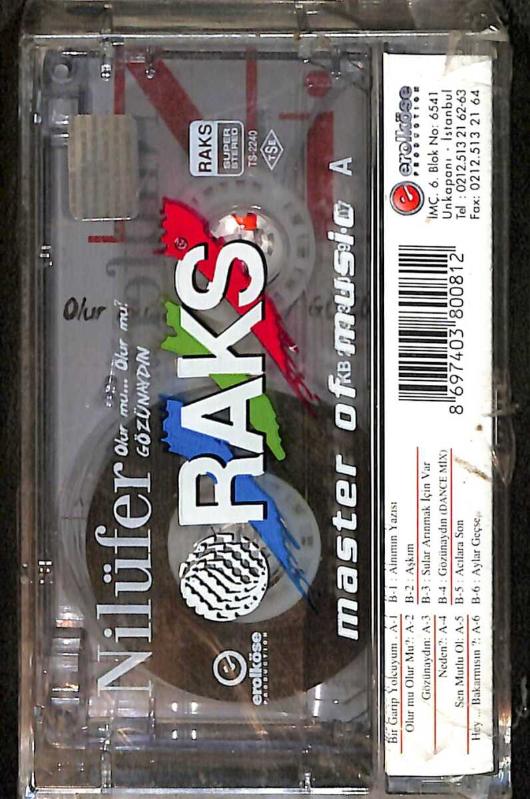 Nilüfer
Olur mu... Olur mu?
GÖZÜNAYDIN
Olur
RAKS
master of music A
RAKS
SUPER
STEREO
TS-2240
TSE
erolköse
PRODUCTION
erolköse
PRODUCTION
İMÇ. 6. Blok No: 6541
Unkapanı - İstanbul
Tel : 0212.513 21 62-63
Fax: 0212.513 21 64
8 697403 800812
Bir Garip Yolcuyum : A-1
Olur mu Olur Mu?: A-2
Gözünaydın: A-3
Neden?: A-4
Sen Mutlu Ol: A-5
Hey ... Bakarmısın ?: A-6
B-1 : Alnımın Yazısı
B-2 : Aşkım
B-3 : Sular Arınmak İçin Var
B-4 : Gözünaydın (DANCE MIX)
B-5 : Acılara Son
B-6 : Aylar Geçse